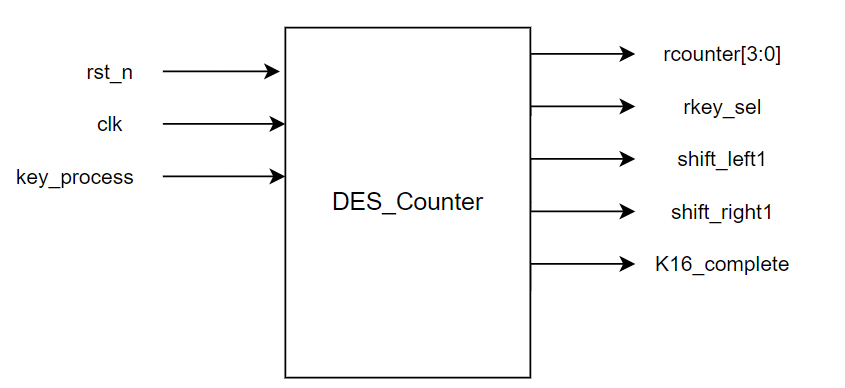 rst_n
clk
key_process
DES_Counter
rcounter[3:0]
rkey_sel
shift_left1
shift_right1
K16_complete